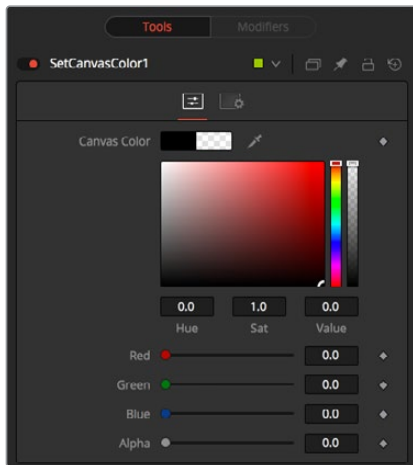 Tools Modifiers
SetCanvasColor1
Canvas Color
0.0 1.0 0.0
Hue Sat Value
Red 0.0
Green 0.0
Blue 0.0
Alpha 0.0